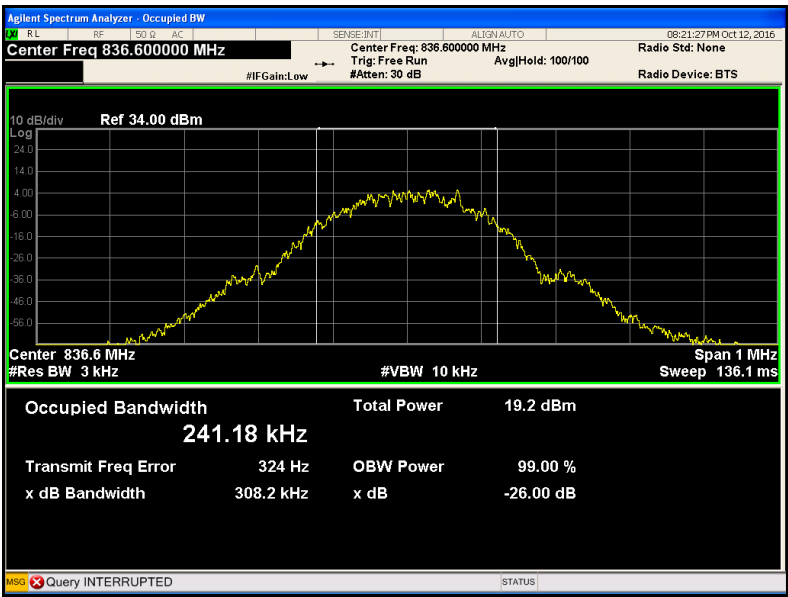 Agilent Spectrum Analyzer - Occupied BW
LXI RL RF 50 Ω AC SENSE:INT ALIGN AUTO 08:21:27 PM Oct 12, 2016
Center Freq 836.600000 MHz Center Freq: 836.600000 MHz Radio Std: None
Trig: Free Run Avg|Hold: 100/100
#IFGain:Low #Atten: 30 dB Radio Device: BTS
10 dB/div Ref 34.00 dBm
Log
24.0
14.0
4.00
-6.00
-16.0
-26.0
-36.0
-46.0
-56.0
Center 836.6 MHz Span 1 MHz
#Res BW 3 kHz #VBW 10 kHz Sweep 136.1 ms
Occupied Bandwidth Total Power 19.2 dBm
241.18 kHz
Transmit Freq Error 324 Hz OBW Power 99.00 %
x dB Bandwidth 308.2 kHz x dB -26.00 dB
MSG Query INTERRUPTED STATUS